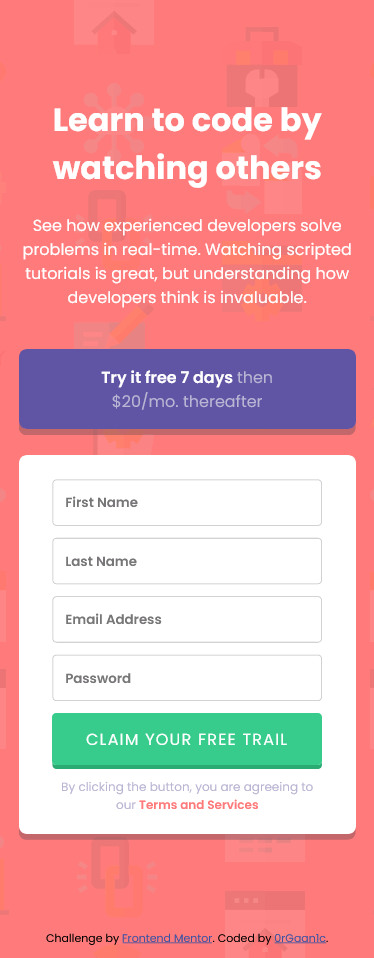 Learn to code by
watching others
See how experienced developers solve
problems in real-time. Watching scripted
tutorials is great, but understanding how
developers think is invaluable.
Try it free 7 days then
$20/mo. thereafter
First Name
Last Name
Email Address
Password
CLAIM YOUR FREE TRAIL
By clicking the button, you are agreeing to
our Terms and Services
Challenge by Frontend Mentor. Coded by 0rGaan1c.